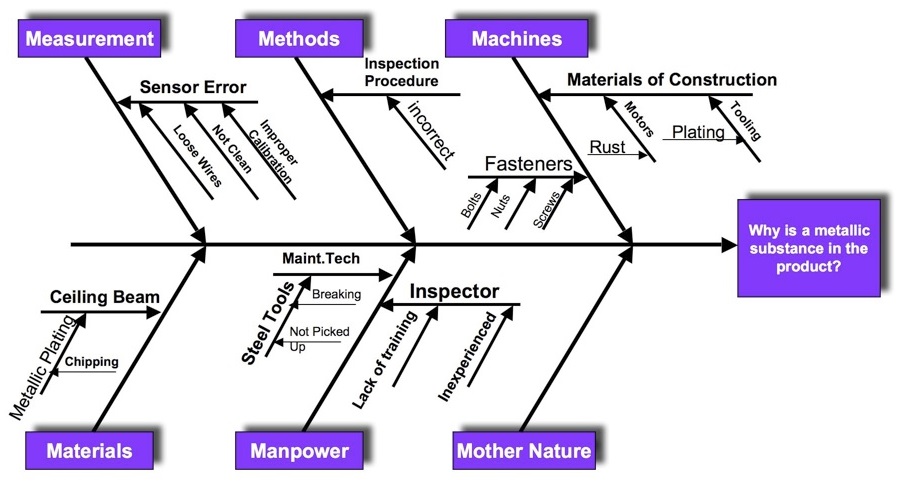 Measurement
Methods
Machines
Sensor Error
Loose Wires
Not Clean
Improper
Calibration
Inspection
Procedure
incorrect
Materials of Construction
Motors
Rust
Tooling
Plating
Fasteners
Bolts
Nuts
Screws
Why is a metallic
substance in the
product?
Ceiling Beam
Metallic Plating
Chipping
Maint.Tech
Steel Tools
Breaking
Not Picked
Up
Inspector
Lack of training
Inexperienced
Materials
Manpower
Mother Nature